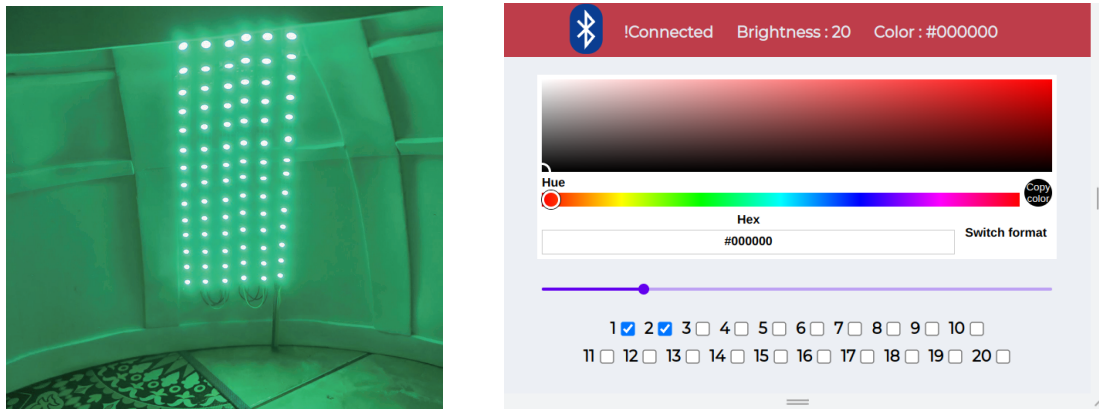 !Connected Brightness : 20 Color : #000000
Copy
color
Hue
Hex
Switch format
#000000
1 2 3 4 5 6 7 8 9 10
11 12 13 14 15 16 17 18 19 20